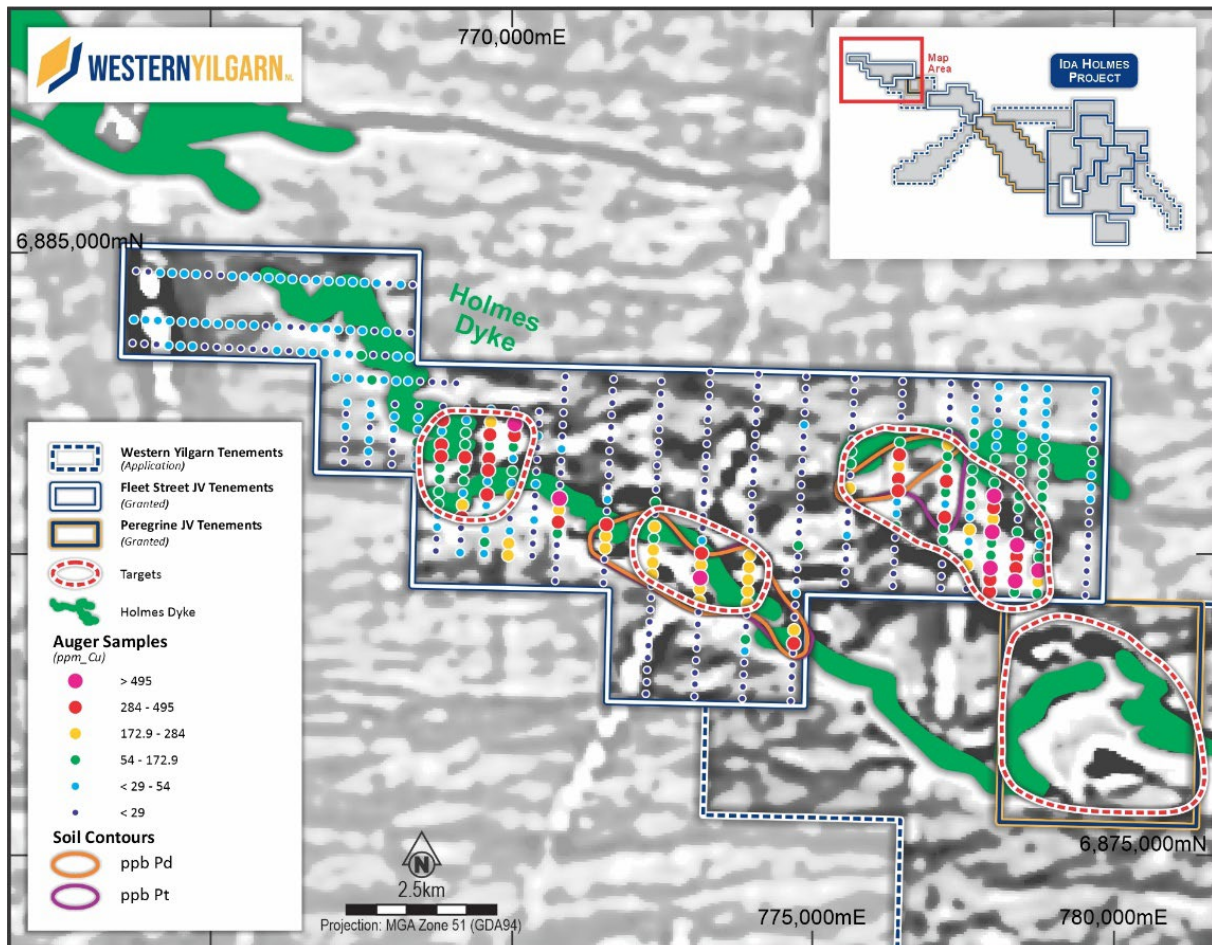 WESTERNYILGARN NL
770,000mE
Map
Area
IDA HOLMES
PROJECT
6,885,000mN
Holmes
Dyke
Western Yilgarn Tenements
(Application)
Fleet Street JV Tenements
(Granted)
Peregrine JV Tenements
(Granted)
Targets
Holmes Dyke
Auger Samples
(ppm_Cu)
> 495
284 - 495
172.9 - 284
54 - 172.9
< 29 - 54
< 29
Soil Contours
ppb Pd
ppb Pt
N
2.5km
Projection: MGA Zone 51 (GDA94)
6,875,000mN
775,000mE
780,000mE